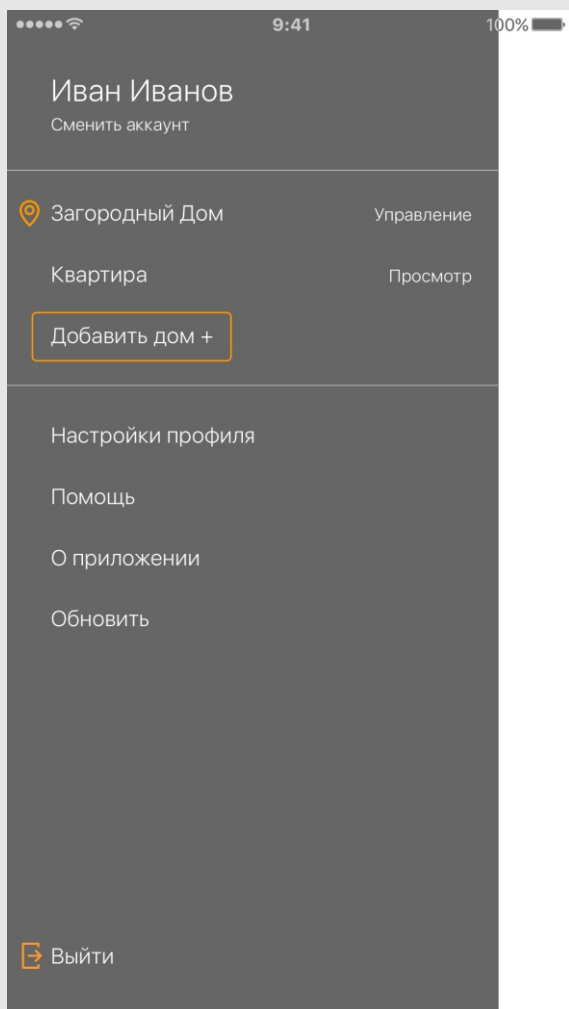 9:41 100%
Иван Иванов
Сменить аккаунт
Загородный Дом Управление
Квартира Просмотр
Добавить дом +
Настройки профиля
Помощь
О приложении
Обновить
Выйти